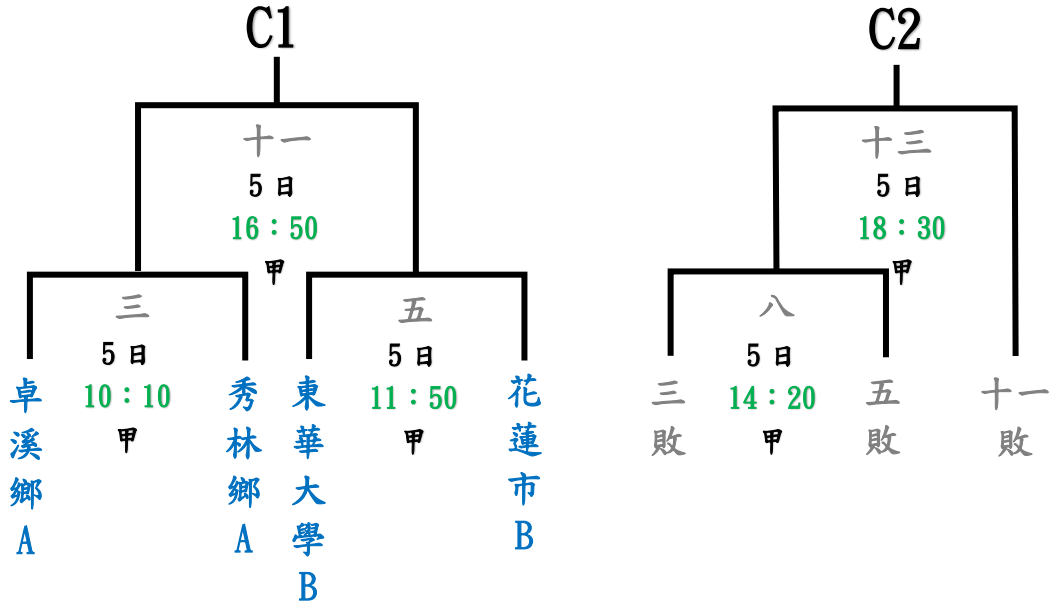 C1
十一
5日
16：50
甲
三
5日
10：10
甲
五
5日
11：50
甲
卓溪鄉A
秀林鄉A
東華大學B
花蓮市B
C2
十三
5日
18：30
甲
八
5日
14：20
甲
三敗
五敗
十一敗